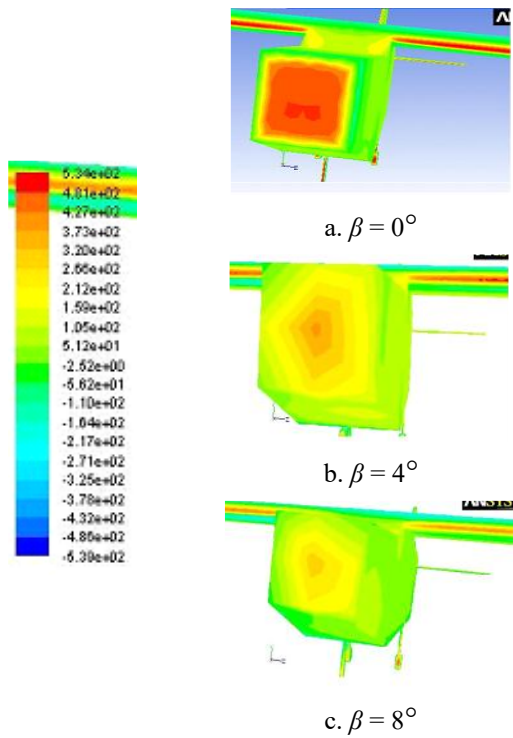 a. β = 0°
5.34e+02
4.81e+02
4.27e+02
3.73e+02
3.20e+02
2.66e+02
2.12e+02
1.59e+02
1.05e+02
5.12e+01
-2.52e+00
-5.62e+01
-1.10e+02
-1.64e+02
-2.17e+02
-2.71e+02
-3.25e+02
-3.78e+02
-4.32e+02
-4.86e+02
-5.39e+02
b. β = 4°
c. β = 8°